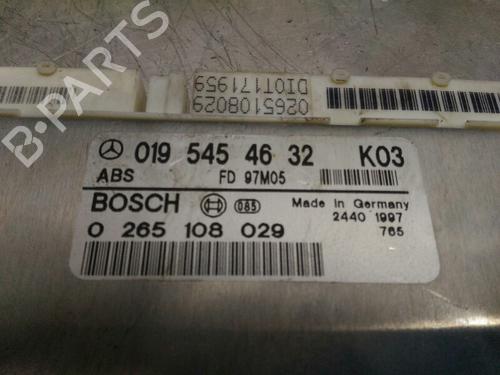 0265108029
DIOT171959
019 545 46 32 K03
ABS FD 97M05
BOSCH 085 Made in Germany
2440 1997
0 265 108 029 765
B-PARTS